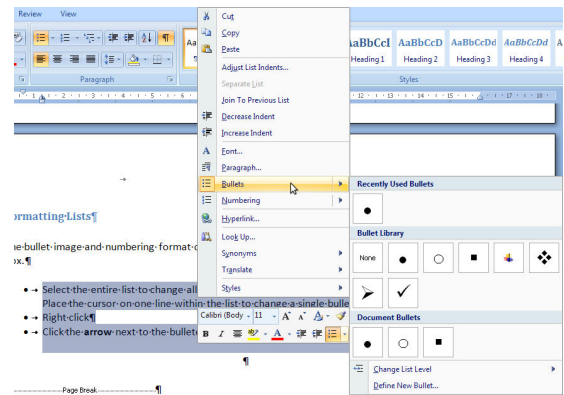 Review View
Paragraph
Styles
AaBbCcI AaBbCcD AaBbCcDd AaBbCcDd
Heading 1 Heading 2 Heading 3 Heading 4
Cut
Copy
Paste
Adjust List Indents...
Separate List
Join To Previous List
Decrease Indent
Increase Indent
Font...
Paragraph...
Bullets
Numbering
Hyperlink...
Look Up...
Synonyms
Translate
Styles
Calibri (Body 11
Recently Used Bullets
Bullet Library
None
Document Bullets
Change List Level
Define New Bullet...
ormatting·Lists¶
e·bullet·image·and·numbering·format·
ox.¶
Select·the·entire·list·to·change·all
Place·the·cursor·on·one·line·within·the·list·to·change·a·single·bulle
Right·click¶
Click·the·arrow·next·to·the·bullet
¶
Page Break ¶